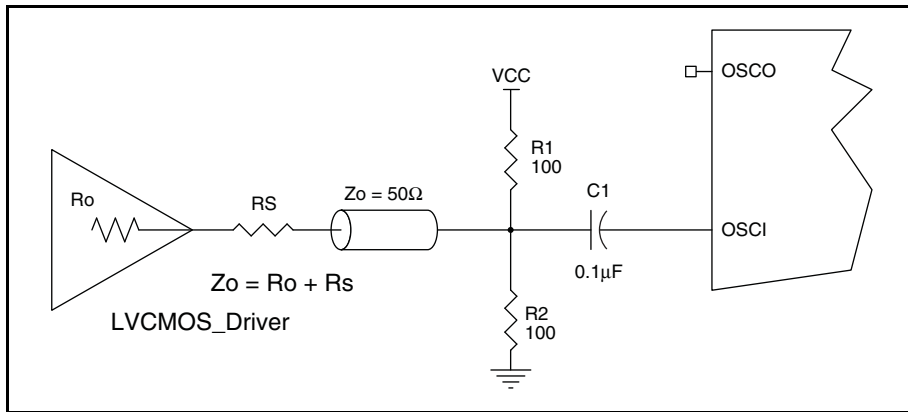 VCC
OSCO
R1
100
Ro
RS
Zo = 50Ω
C1
OSCI
0.1μF
Zo = Ro + Rs
LVCMOS_Driver
R2
100